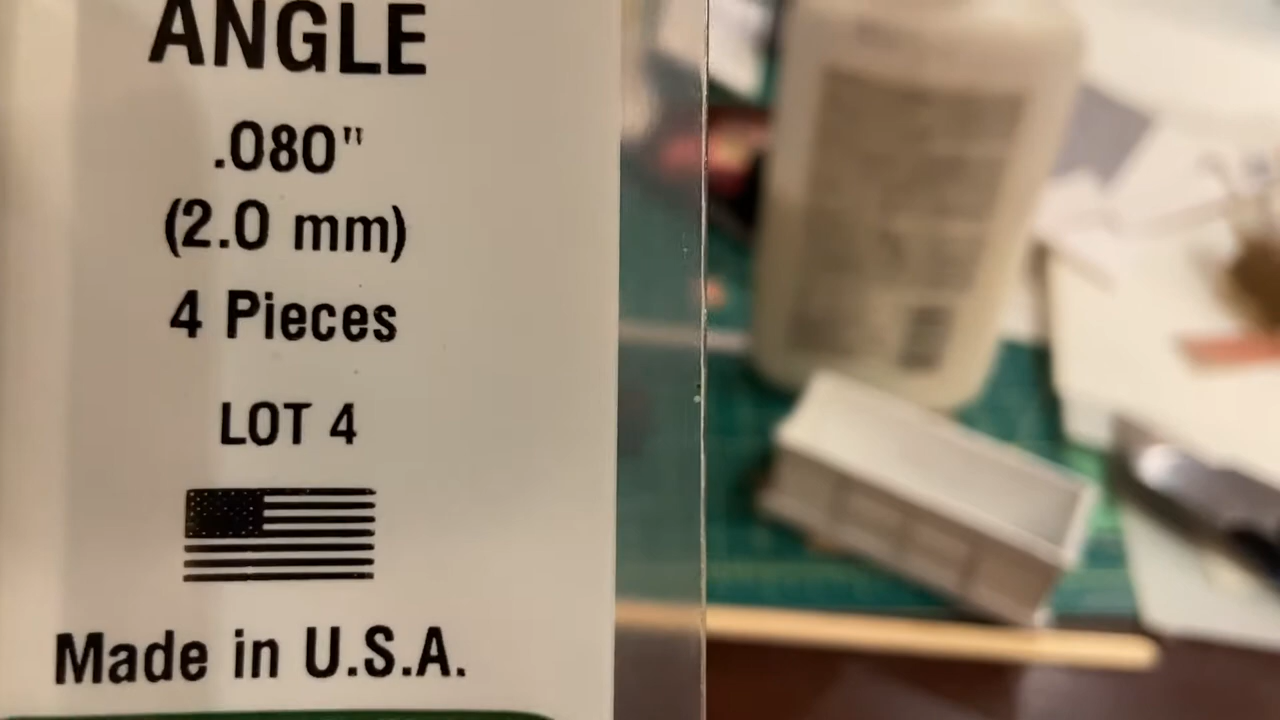 ANGLE
.080"
(2.0 mm)
4 Pieces
LOT 4
Made in U.S.A.